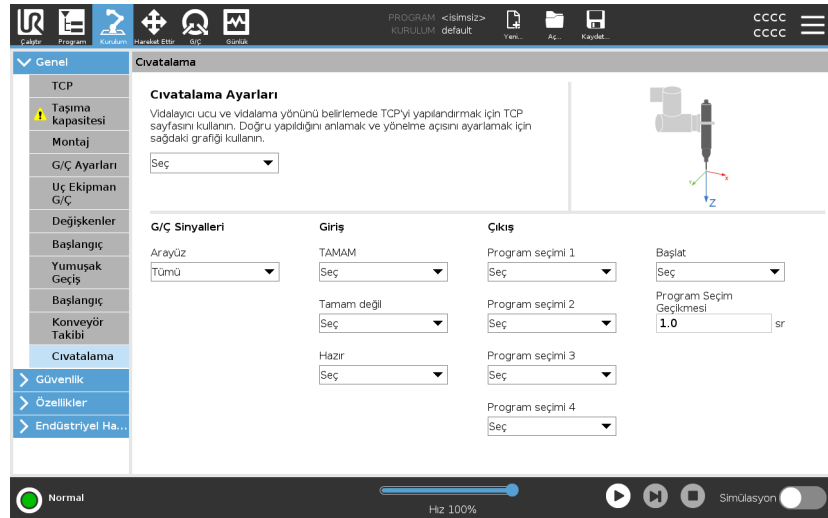 UR
PROGRAM <isimsiz>
KURULUM default
cccc
cccc
Çalıştır
Program
Kurulum
Hareket Ettir
G/Ç
Günlük
Yeni...
Aç...
Kaydet...
Genel
Cıvatalama
TCP
Taşıma
kapasitesi
Montaj
G/Ç Ayarları
Uç Ekipman
G/Ç
Değişkenler
Başlangıç
Yumuşak
Geçiş
Başlangıç
Konveyör
Takibi
Cıvatalama
Güvenlik
Özellikler
Endüstriyel Ha...
Cıvatalama Ayarları
Vidalayıcı ucu ve vidalama yönünü belirlemede TCP'yi yapılandırmak için TCP
sayfasını kullanın. Doğru yapıldığını anlamak ve yönelme açısını ayarlamak için
sağdaki grafiği kullanın.
Seç
Y
X
Z
G/Ç Sinyalleri
Arayüz
Tümü
Giriş
TAMAM
Seç
Tamam değil
Seç
Hazır
Seç
Çıkış
Program seçimi 1
Seç
Program seçimi 2
Seç
Program seçimi 3
Seç
Program seçimi 4
Seç
Başlat
Seç
Program Seçim
Geçikmesi
1.0 sr
Normal
Hız 100%
Simülasyon